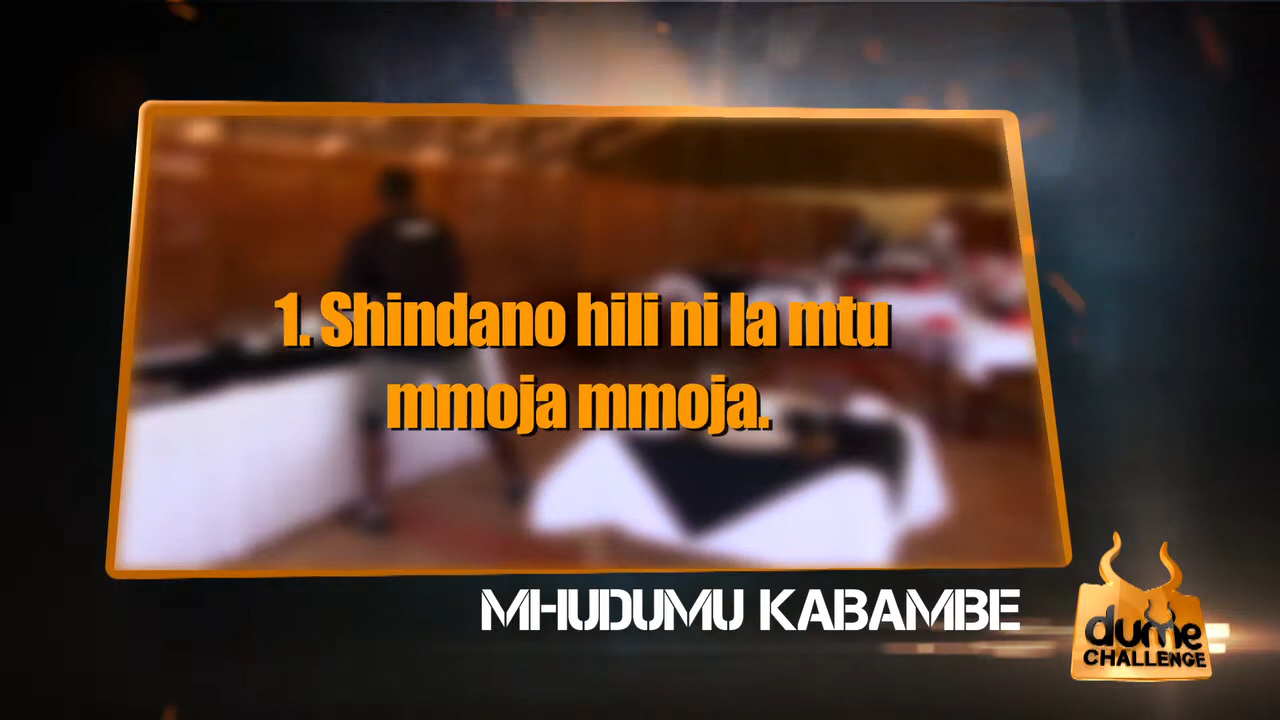 1. Shindano hili ni la mtu
mmoja mmoja.
MHUDUMU KABAMBE
dume
CHALLENGE